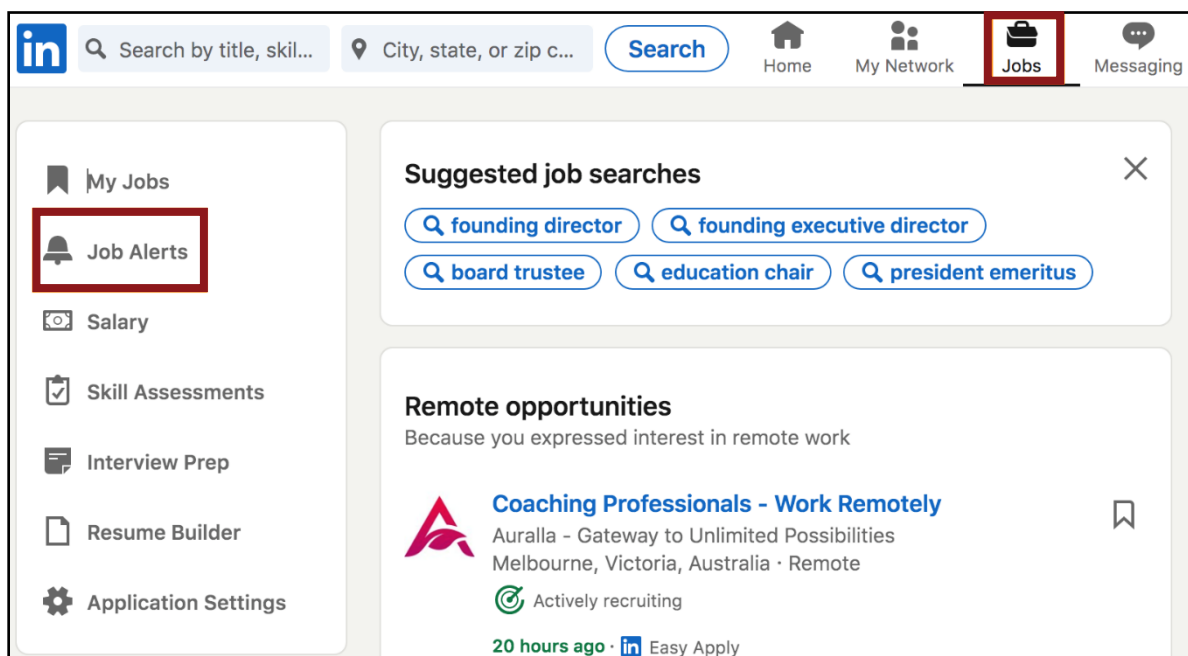 in Search by title, skil... City, state, or zip c... Search
Home My Network Jobs Messaging
My Jobs
Job Alerts
Salary
Skill Assessments
Interview Prep
Resume Builder
Application Settings
Suggested job searches
founding director founding executive director
board trustee education chair president emeritus
Remote opportunities
Because you expressed interest in remote work
Coaching Professionals - Work Remotely
Auralla - Gateway to Unlimited Possibilities
Melbourne, Victoria, Australia · Remote
Actively recruiting
20 hours ago · in Easy Apply